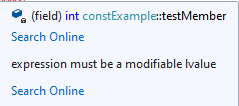 (field) int constExample::testMember
Search Online
expression must be a modifiable lvalue
Search Online